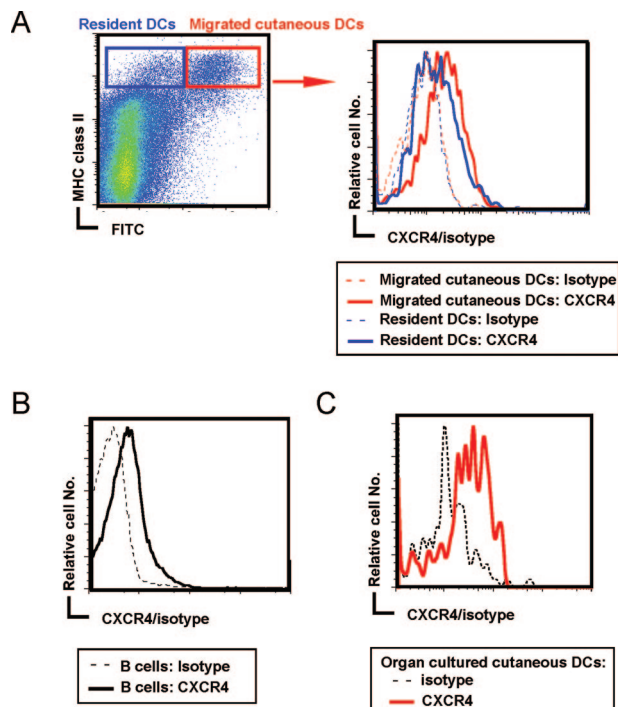 A
Resident DCs Migrated cutaneous DCs
MHC class II
FITC
Relative cell No.
CXCR4/isotype
Migrated cutaneous DCs: Isotype
Migrated cutaneous DCs: CXCR4
Resident DCs: Isotype
Resident DCs: CXCR4
B
Relative cell No.
CXCR4/isotype
B cells: Isotype
B cells: CXCR4
C
Relative cell No.
CXCR4/isotype
Organ cultured cutaneous DCs:
isotype
CXCR4